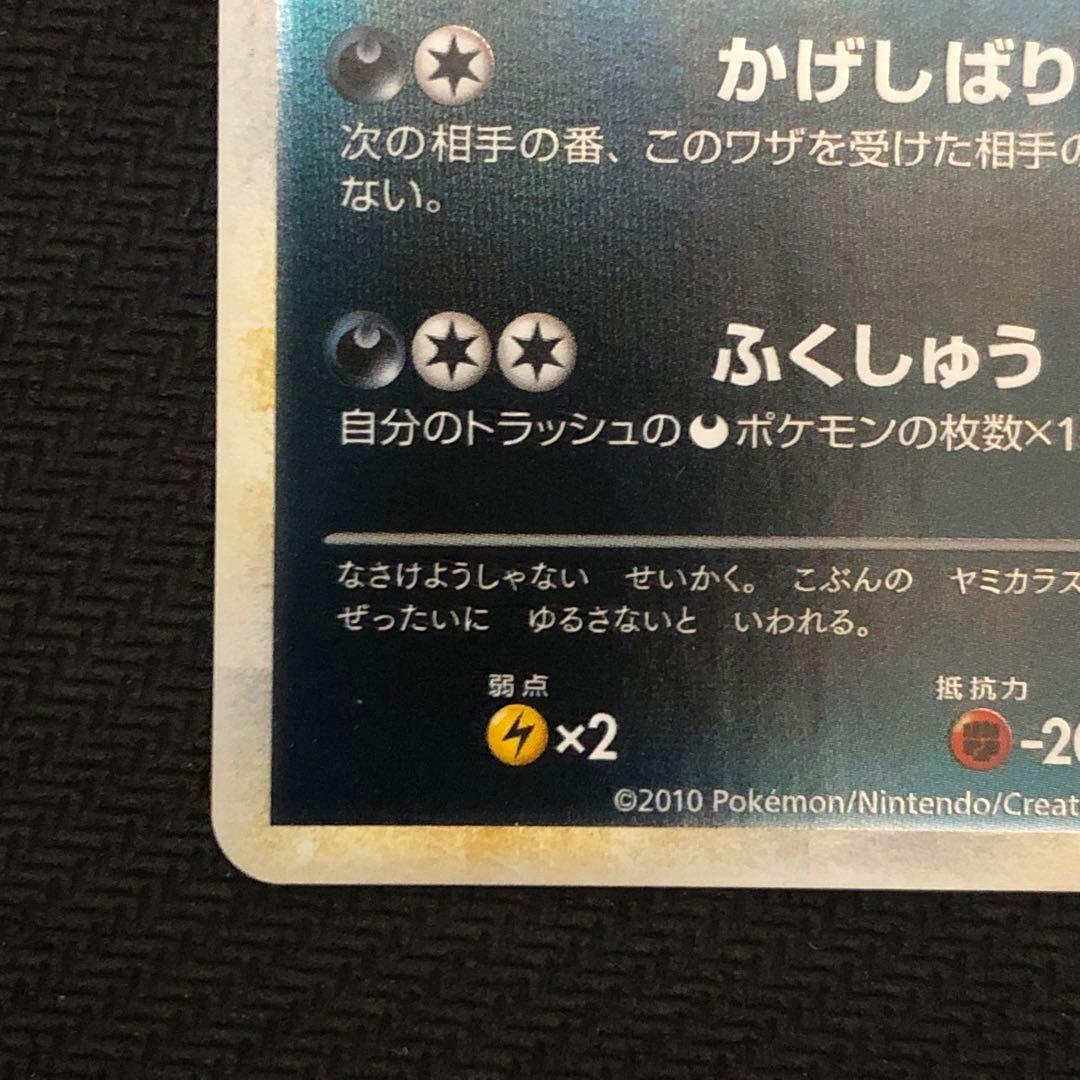 かげしばり
次の相手の番、このワザを受けた相手の
ない。
ふくしゅう
自分のトラッシュのポケモンの枚数×1
なさけようしゃない せいかく。 こぶんの ヤミカラス
ぜったいに ゆるさないと いわれる。
弱点 抵抗力
×2 -20
©2010 Pokémon/Nintendo/Creat